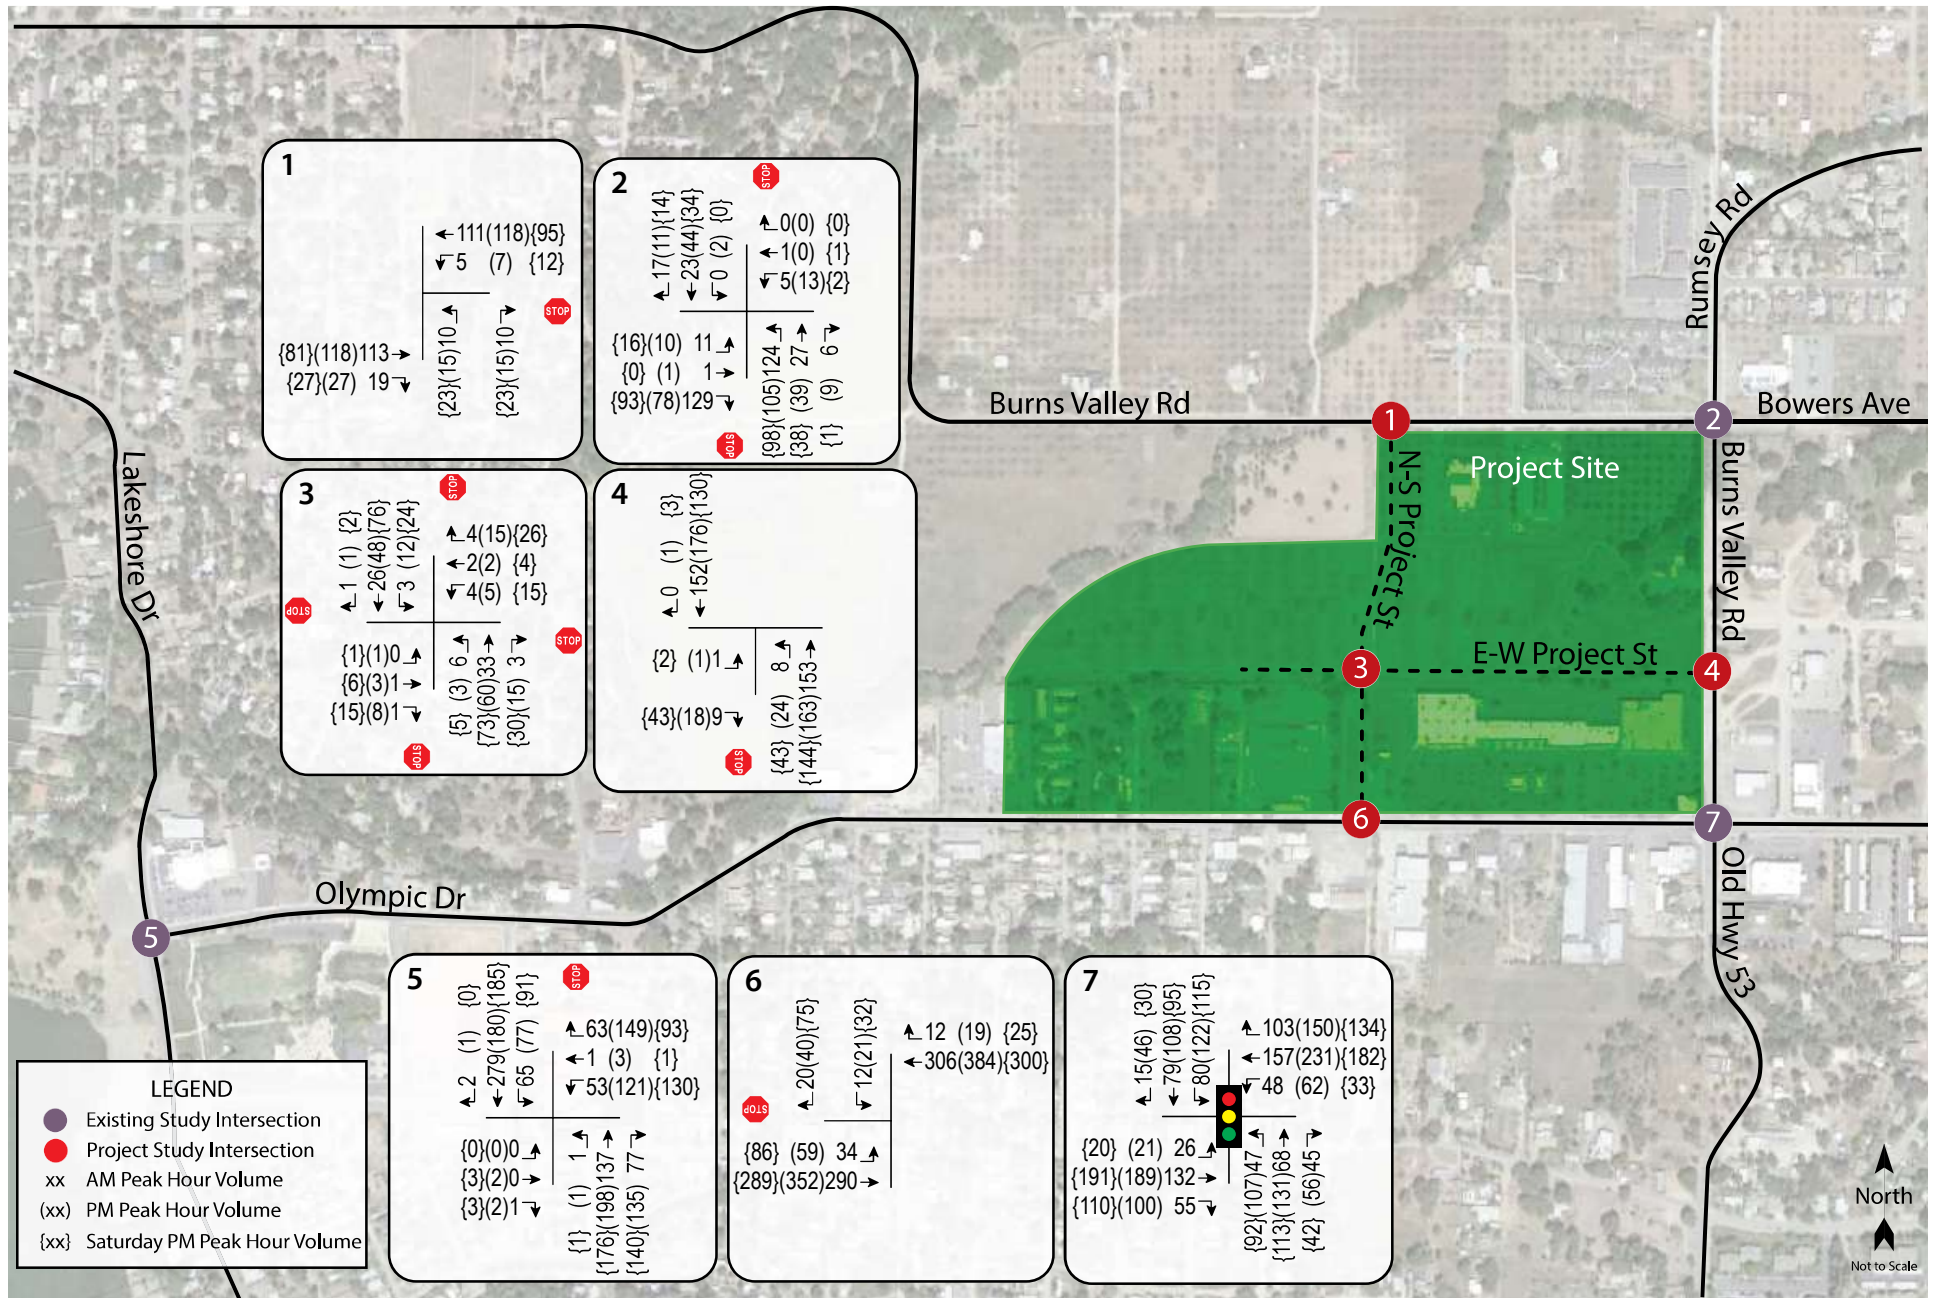 1
111(118){95}
5 (7) {12}
STOP
{81}(118)113
{27}(27) 19
{23}(15)10
{23}(15)10
2
STOP
17(11){14}
23(44){34}
0 (2) {0}
0(0) {0}
1(0) {1}
5(13){2}
{16}(10) 11
{0} (1) 1
{93}(78)129
STOP
{98}(105)124
{38} (39) 27
{1} (9) 6
3
STOP
1 (1) {2}
26(48){76}
3 (12){24}
4(15){26}
2(2) {4}
4(5) {15}
STOP
STOP
{1}(1)0
{6}(3)1
{15}(8)1
STOP
{5} (3) 6
{73}(60)33
{30}(15) 3
4
0 (1) {3}
152(176){130}
{2} (1)1
{43}(18)9
STOP
{43} (24) 8
{144}(163)153
5
STOP
2 (1) {0}
279(180){185}
65 (77) {91}
63(149){93}
1 (3) {1}
53(121){130}
{0}(0)0
{3}(2)0
{3}(2)1
{1} (1) 1
{176}(198)137
{140}(135) 77
6
20(40){75}
12(21){32}
12 (19) {25}
306(384){300}
STOP
{86} (59) 34
{289}(352)290
7
15(46) {30}
79(108){95}
80(122){115}
103(150){134}
157(231){182}
48 (62) {33}
{20} (21) 26
{191}(189)132
{110}(100) 55
{92}(107)47
{113}(131)68
{42} (56)45
Burns Valley Rd
1
2
Bowers Ave
Rumsey Rd
Burns Valley Rd
Project Site
N-S Project St
E-W Project St
3
4
6
7
Old Hwy 53
Lakeshore Dr
Olympic Dr
5
LEGEND
Existing Study Intersection
Project Study Intersection
xx AM Peak Hour Volume
(xx) PM Peak Hour Volume
{xx} Saturday PM Peak Hour Volume
North
Not to Scale